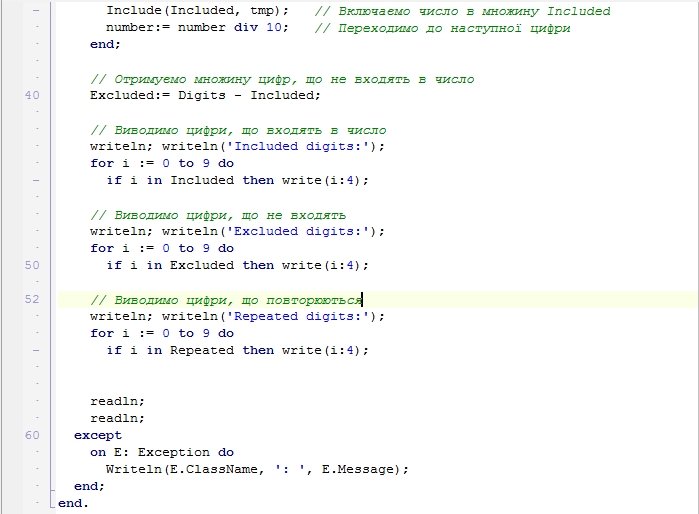 Include(Included, tmp);   // Включаемо число в множину Included
number:= number div 10;   // Переходимо до наступної цифри
end;
// Отримуемо множину цифр, що не входять в число
40 Excluded:= Digits - Included;
// Виводимо цифри, що входять в число
writeln; writeln('Included digits:');
for i := 0 to 9 do
if i in Included then write(i:4);
// Виводимо цифри, що не входять
writeln; writeln('Excluded digits:');
for i := 0 to 9 do
50 if i in Excluded then write(i:4);
52 // Виводимо цифри, що повторюються
writeln; writeln('Repeated digits:');
for i := 0 to 9 do
if i in Repeated then write(i:4);
readln;
readln;
60 except
on E: Exception do
Writeln(E.ClassName, ': ', E.Message);
end;
end.